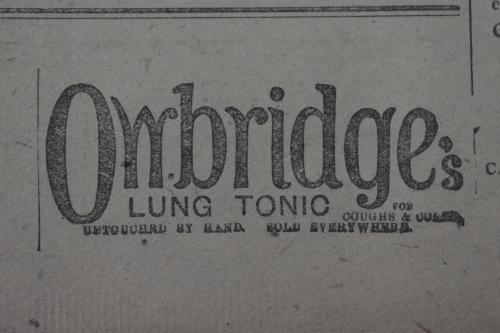 Owbridge's
LUNG TONIC
FOR
COUGHS & COLDS.
UNTOUCHED BY HAND. SOLD EVERYWHERE.